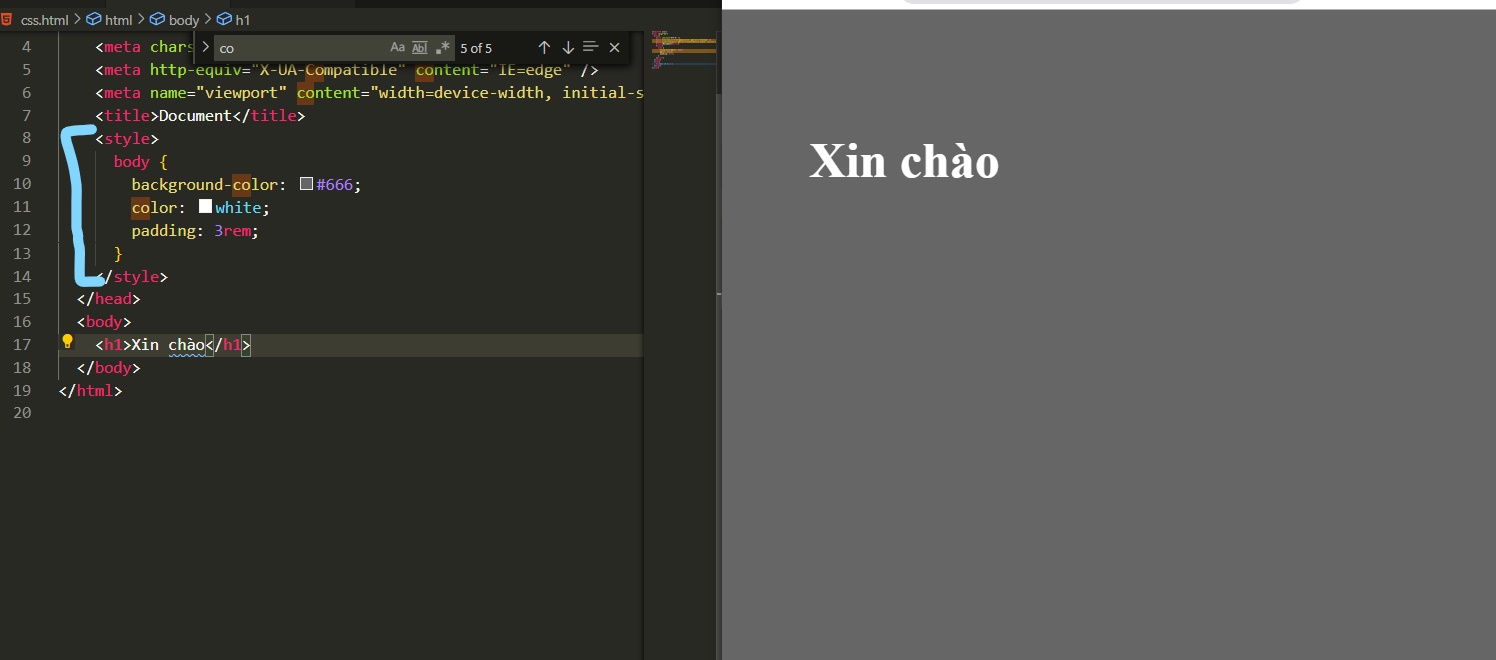 css.html > html > body > h1
co Aa Abl .* 5 of 5
4 <meta chars
5 <meta http-equiv="X-UA-Compatible" content="IE=edge" />
6 <meta name="viewport" content="width=device-width, initial-s
7 <title>Document</title>
8 <style>
9 body {
10 background-color: #666;
11 color: white;
12 padding: 3rem;
13 }
14 </style>
15 </head>
16 <body>
17 <h1>Xin chào</h1>
18 </body>
19 </html>
20
Xin chào